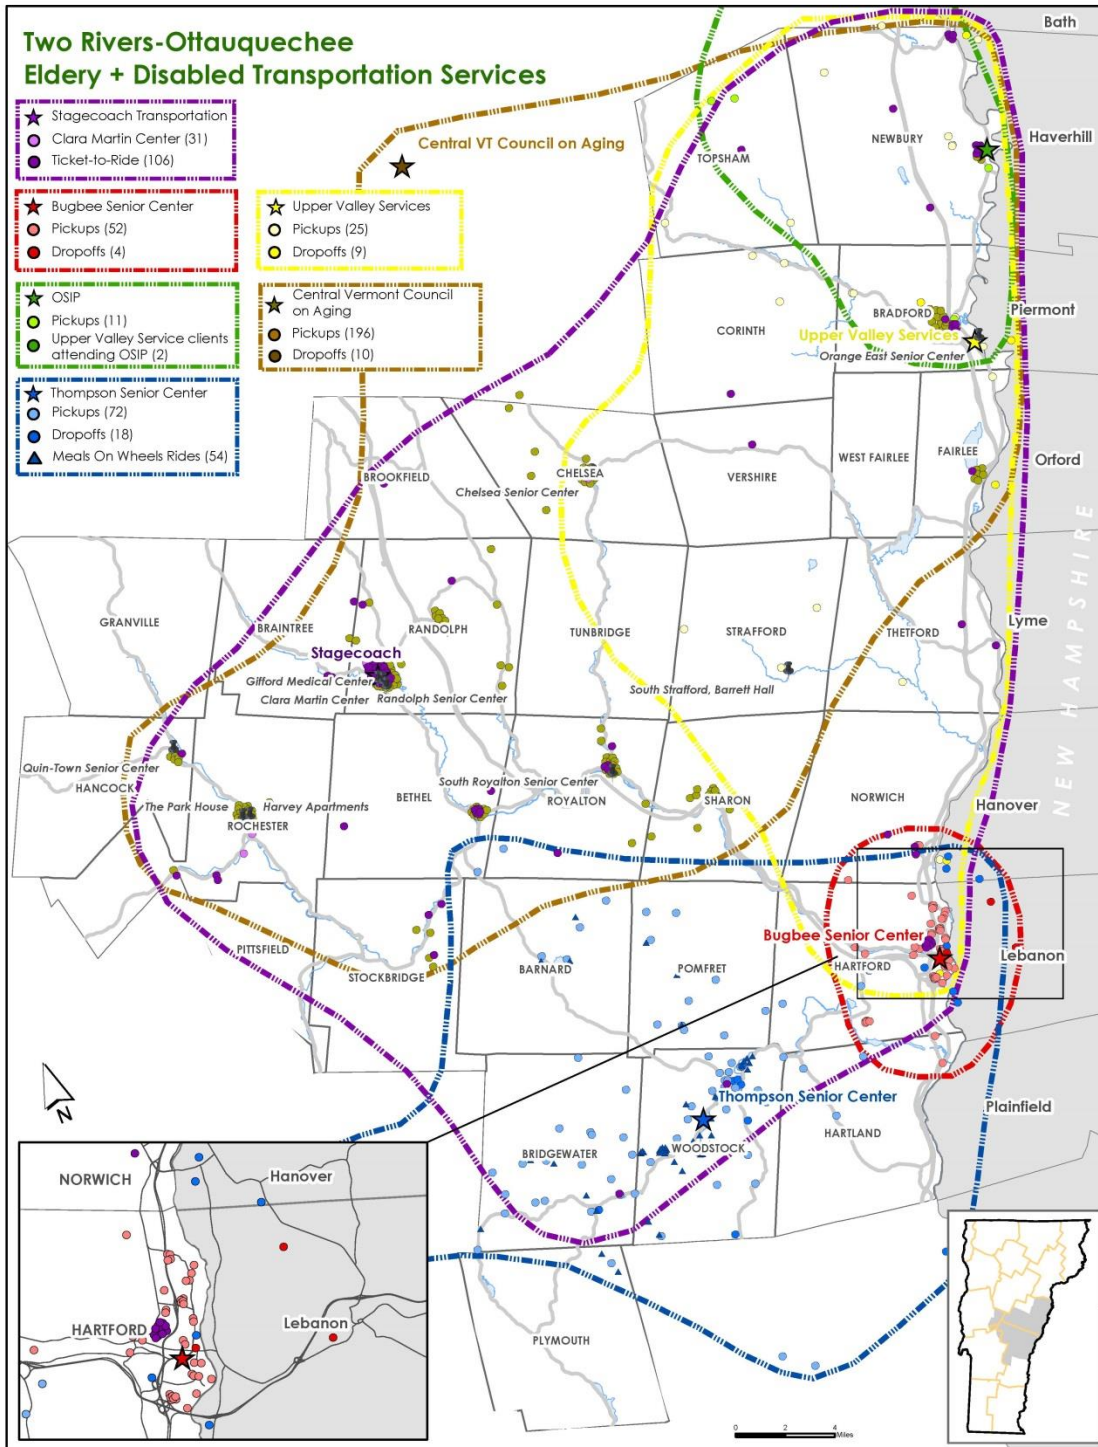 Two Rivers-Ottauquechee
Eldery + Disabled Transportation Services
Stagecoach Transportation
Clara Martin Center (31)
Ticket-to-Ride (106)
Bugbee Senior Center
Pickups (52)
Dropoffs (4)
OSIP
Pickups (11)
Upper Valley Service clients
attending OSIP (2)
Thompson Senior Center
Pickups (72)
Dropoffs (18)
Meals On Wheels Rides (54)
Upper Valley Services
Pickups (25)
Dropoffs (9)
Central Vermont Council
on Aging
Pickups (196)
Dropoffs (10)
Central VT Council on Aging
Bath
Haverhill
NEWBURY
TOPSHAM
Piermont
BRADFORD
Upper Valley Services
Orange East Senior Center
CORINTH
WEST FAIRLEE
FAIRLEE
Orford
VERSHIRE
CHELSEA
Chelsea Senior Center
BROOKFIELD
NEW HAMPSHIRE
GRANVILLE
BRAINTREE
RANDOLPH
TUNBRIDGE
STRAFFORD
THETFORD
Lyme
Stagecoach
Gifford Medical Center
Clara Martin Center
Randolph Senior Center
South Strafford, Barrett Hall
Quin-Town Senior Center
HANCOCK
The Park House
Harvey Apartments
ROCHESTER
BETHEL
South Royalton Senior Center
ROYALTON
SHARON
NORWICH
Hanover
Bugbee Senior Center
HARTFORD
Lebanon
PITTSFIELD
STOCKBRIDGE
BARNARD
POMFRET
Thompson Senior Center
WOODSTOCK
BRIDGEWATER
HARTLAND
Plainfield
PLYMOUTH
N
NORWICH
Hanover
HARTFORD
Lebanon
0 2 4
Miles